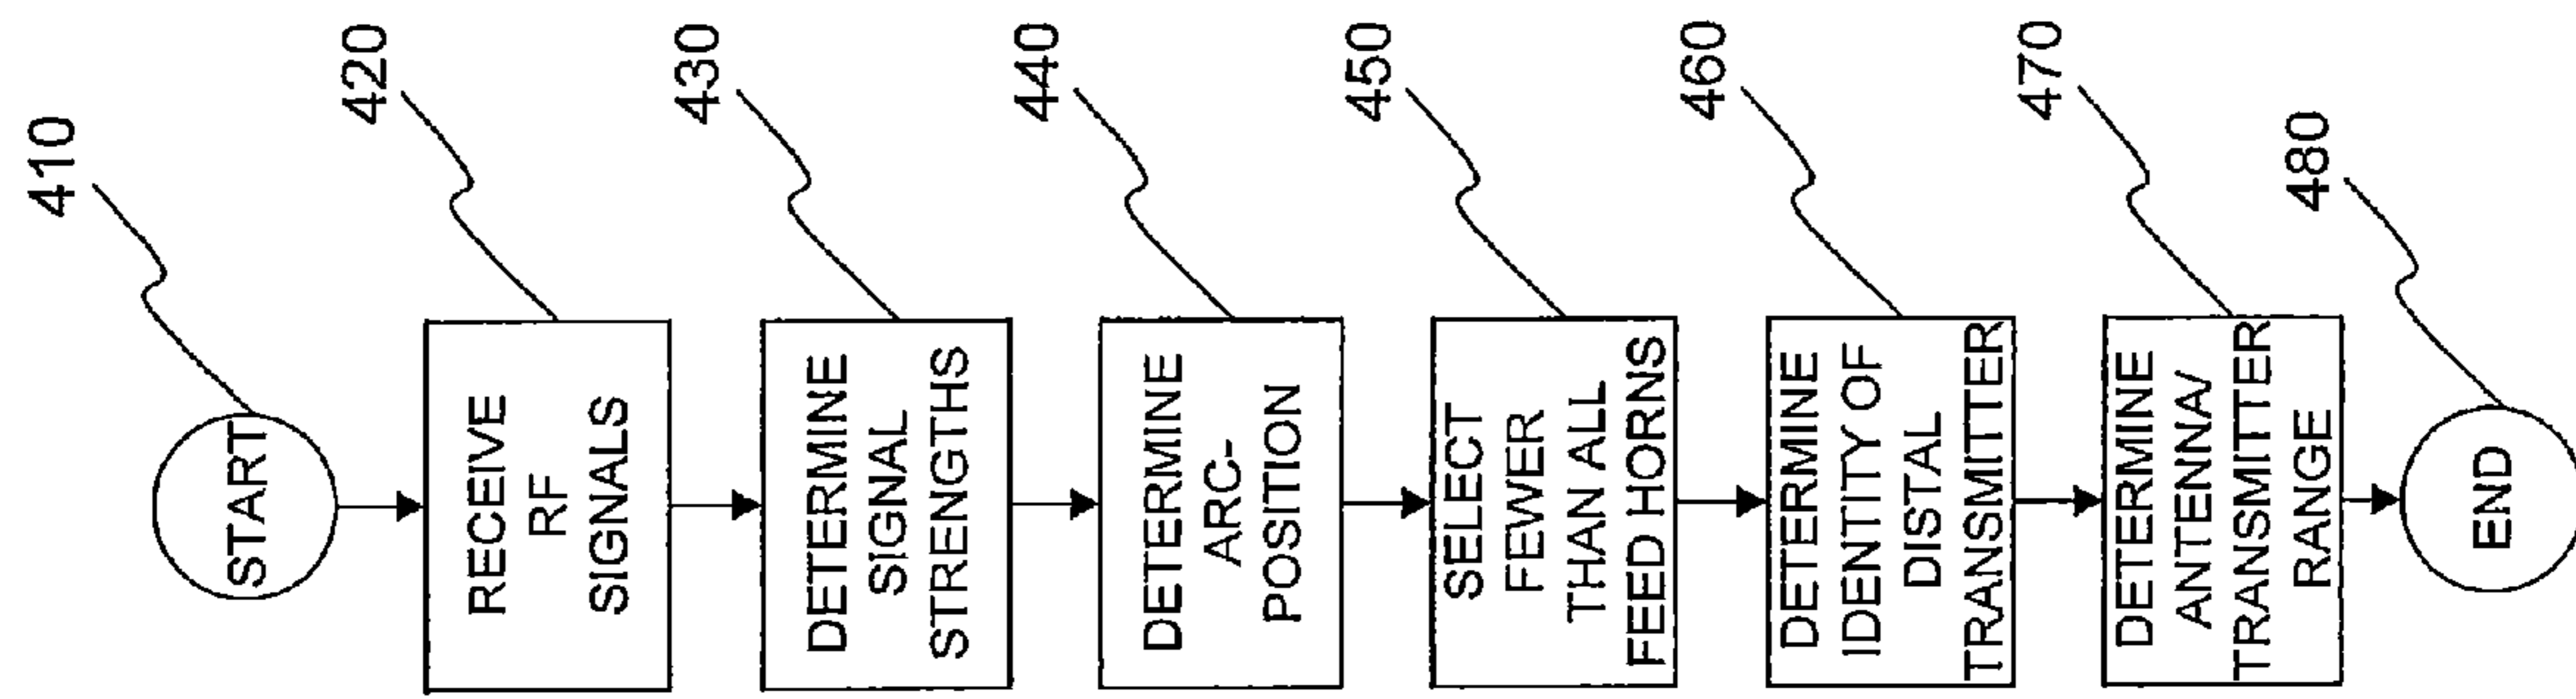 410
START
420
RECEIVE
RF
SIGNALS
430
DETERMINE
SIGNAL
STRENGTHS
440
DETERMINE
ARC-
POSITION
450
SELECT
FEWER
THAN ALL
FEED HORNS
460
DETERMINE
IDENTITY OF
DISTAL
TRANSMITTER
470
DETERMINE
ANTENNA/
TRANSMITTER
RANGE
480
END